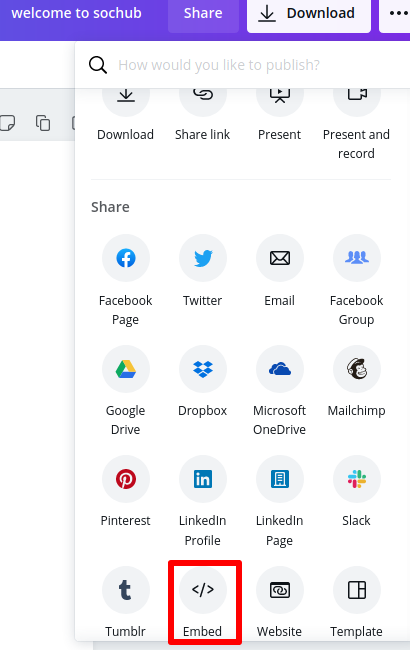 welcome to sochub
Share
Download
How would you like to publish?
Download
Share link
Present
Present and
record
Share
Facebook
Page
Twitter
Email
Facebook
Group
Google
Drive
Dropbox
Microsoft
OneDrive
Mailchimp
Pinterest
LinkedIn
Profile
LinkedIn
Page
Slack
Tumblr
Embed
Website
Template